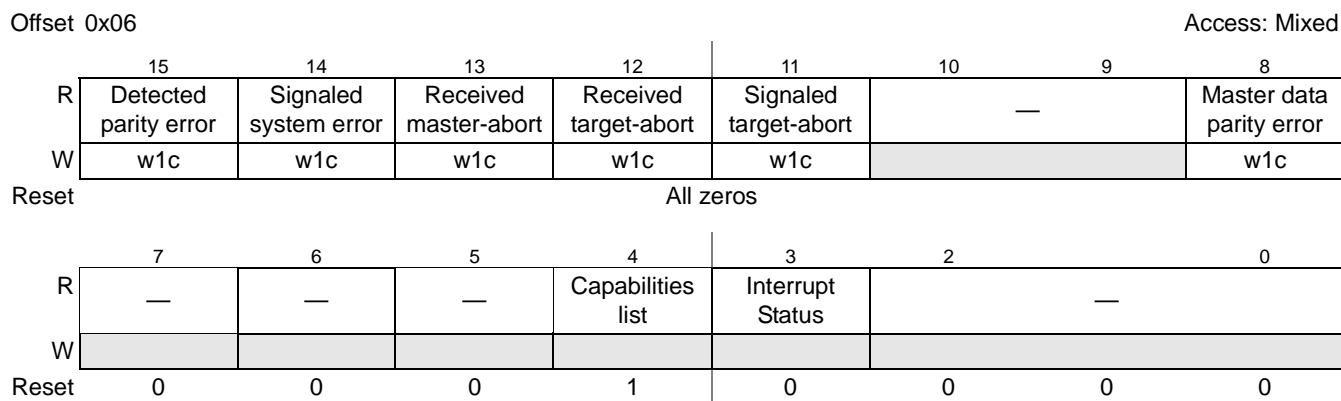 Offset 0x06 Access: Mixed
15 14 13 12 11 10 9 8
R Detected parity error Signaled system error Received master-abort Received target-abort Signaled target-abort — Master data parity error
W w1c w1c w1c w1c w1c w1c
Reset All zeros
7 6 5 4 3 2 0
R — — — Capabilities list Interrupt Status —
W
Reset 0 0 0 1 0 0 0 0